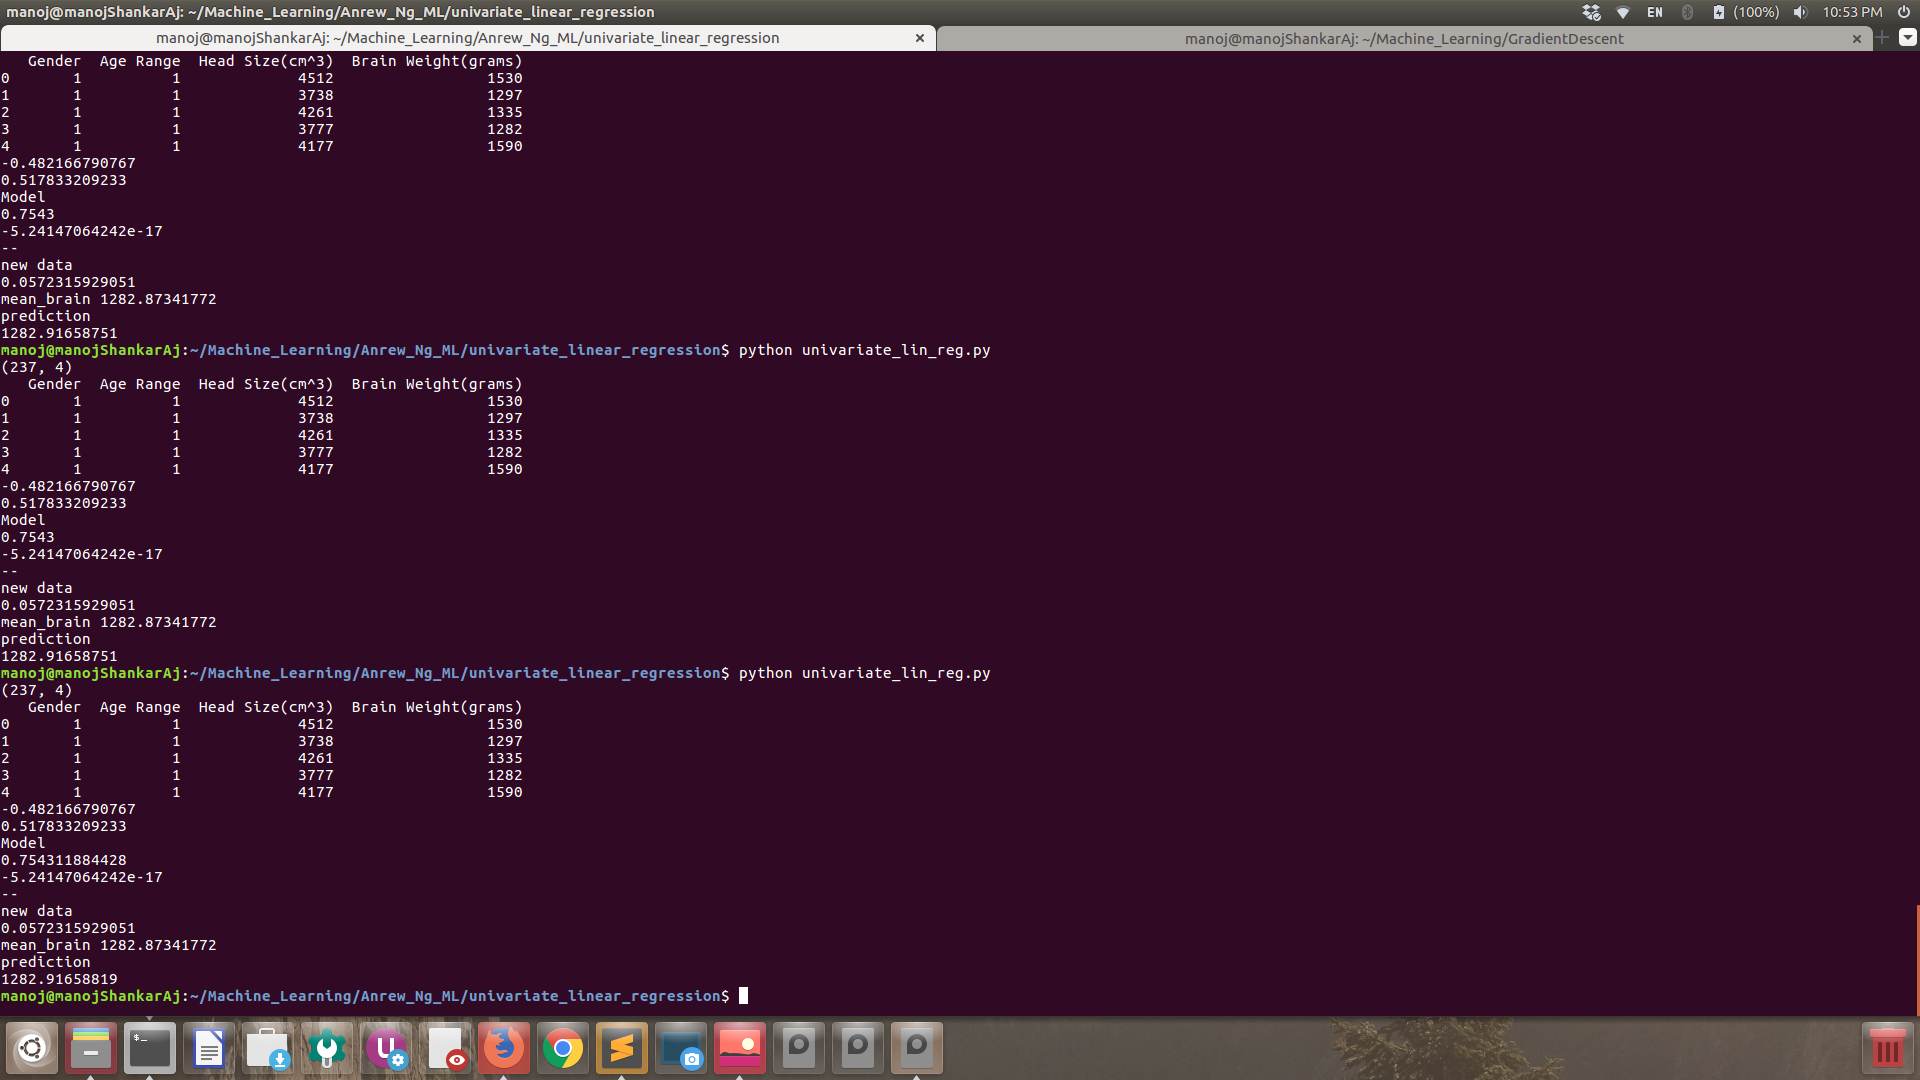 manoj@manojShankarAj: ~/Machine_Learning/Anrew_Ng_ML/univariate_linear_regression EN (100%) 10:53 PM
manoj@manojShankarAj: ~/Machine_Learning/Anrew_Ng_ML/univariate_linear_regression × manoj@manojShankarAj: ~/Machine_Learning/GradientDescent ×
   Gender  Age Range  Head Size(cm^3)  Brain Weight(grams)
0       1          1             4512                 1530
1       1          1             3738                 1297
2       1          1             4261                 1335
3       1          1             3777                 1282
4       1          1             4177                 1590
-0.482166790767
0.517833209233
Model
0.7543
-5.24147064242e-17
--
new data
0.0572315929051
mean_brain 1282.87341772
prediction
1282.91658751
manoj@manojShankarAj:~/Machine_Learning/Anrew_Ng_ML/univariate_linear_regression$ python univariate_lin_reg.py
(237, 4)
   Gender  Age Range  Head Size(cm^3)  Brain Weight(grams)
0       1          1             4512                 1530
1       1          1             3738                 1297
2       1          1             4261                 1335
3       1          1             3777                 1282
4       1          1             4177                 1590
-0.482166790767
0.517833209233
Model
0.7543
-5.24147064242e-17
--
new data
0.0572315929051
mean_brain 1282.87341772
prediction
1282.91658751
manoj@manojShankarAj:~/Machine_Learning/Anrew_Ng_ML/univariate_linear_regression$ python univariate_lin_reg.py
(237, 4)
   Gender  Age Range  Head Size(cm^3)  Brain Weight(grams)
0       1          1             4512                 1530
1       1          1             3738                 1297
2       1          1             4261                 1335
3       1          1             3777                 1282
4       1          1             4177                 1590
-0.482166790767
0.517833209233
Model
0.754311884428
-5.24147064242e-17
--
new data
0.0572315929051
mean_brain 1282.87341772
prediction
1282.91658819
manoj@manojShankarAj:~/Machine_Learning/Anrew_Ng_ML/univariate_linear_regression$
$_ U